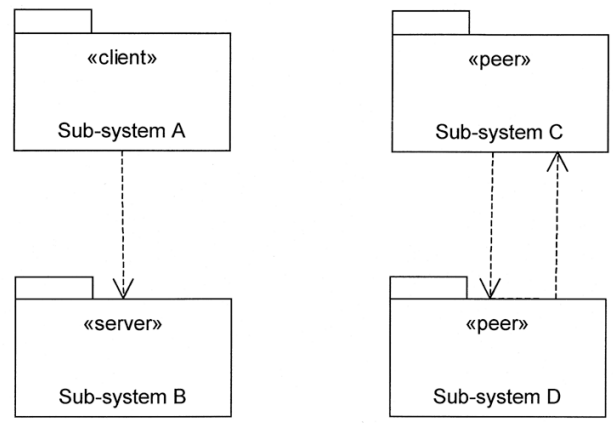 «client»
Sub-system A
«server»
Sub-system B
«peer»
Sub-system C
«peer»
Sub-system D